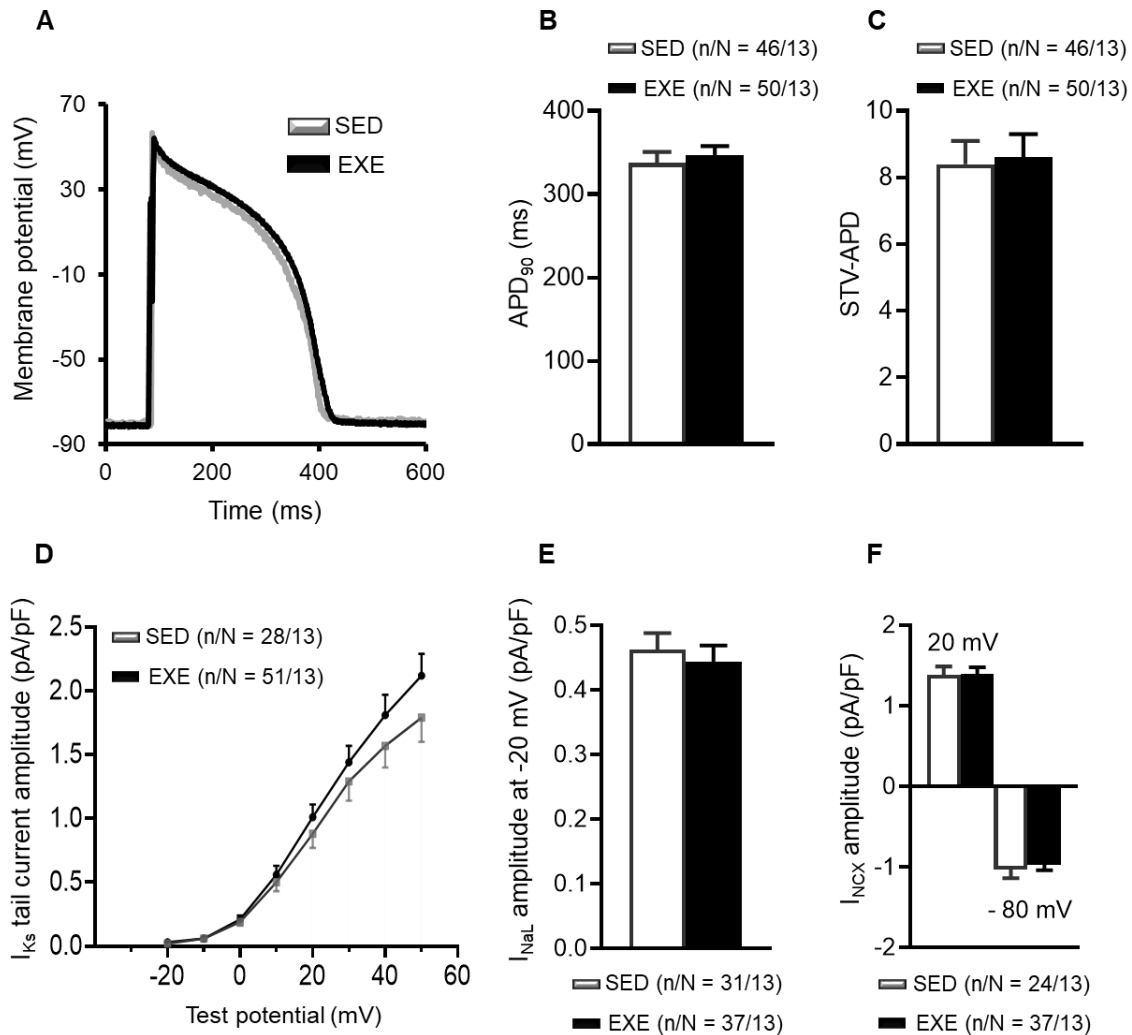 A
Membrane potential (mV)
70
30
-10
-50
-90
SED
EXE
0
200
400
600
Time (ms)
B
SED (n/N = 46/13)
EXE (n/N = 50/13)
APD90 (ms)
400
300
200
100
0
C
SED (n/N = 46/13)
EXE (n/N = 50/13)
STV-APD
10
8
6
4
2
0
D
IKs tail current amplitude (pA/pF)
SED (n/N = 28/13)
EXE (n/N = 51/13)
2.5
2.0
1.5
1.0
0.5
0.0
-20
0
20
40
60
Test potential (mV)
E
INaL amplitude at -20 mV (pA/pF)
0.5
0.4
0.3
0.2
0.1
0.0
SED (n/N = 31/13)
EXE (n/N = 37/13)
F
INCX amplitude (pA/pF)
1
0
-1
-2
20 mV
- 80 mV
SED (n/N = 24/13)
EXE (n/N = 37/13)